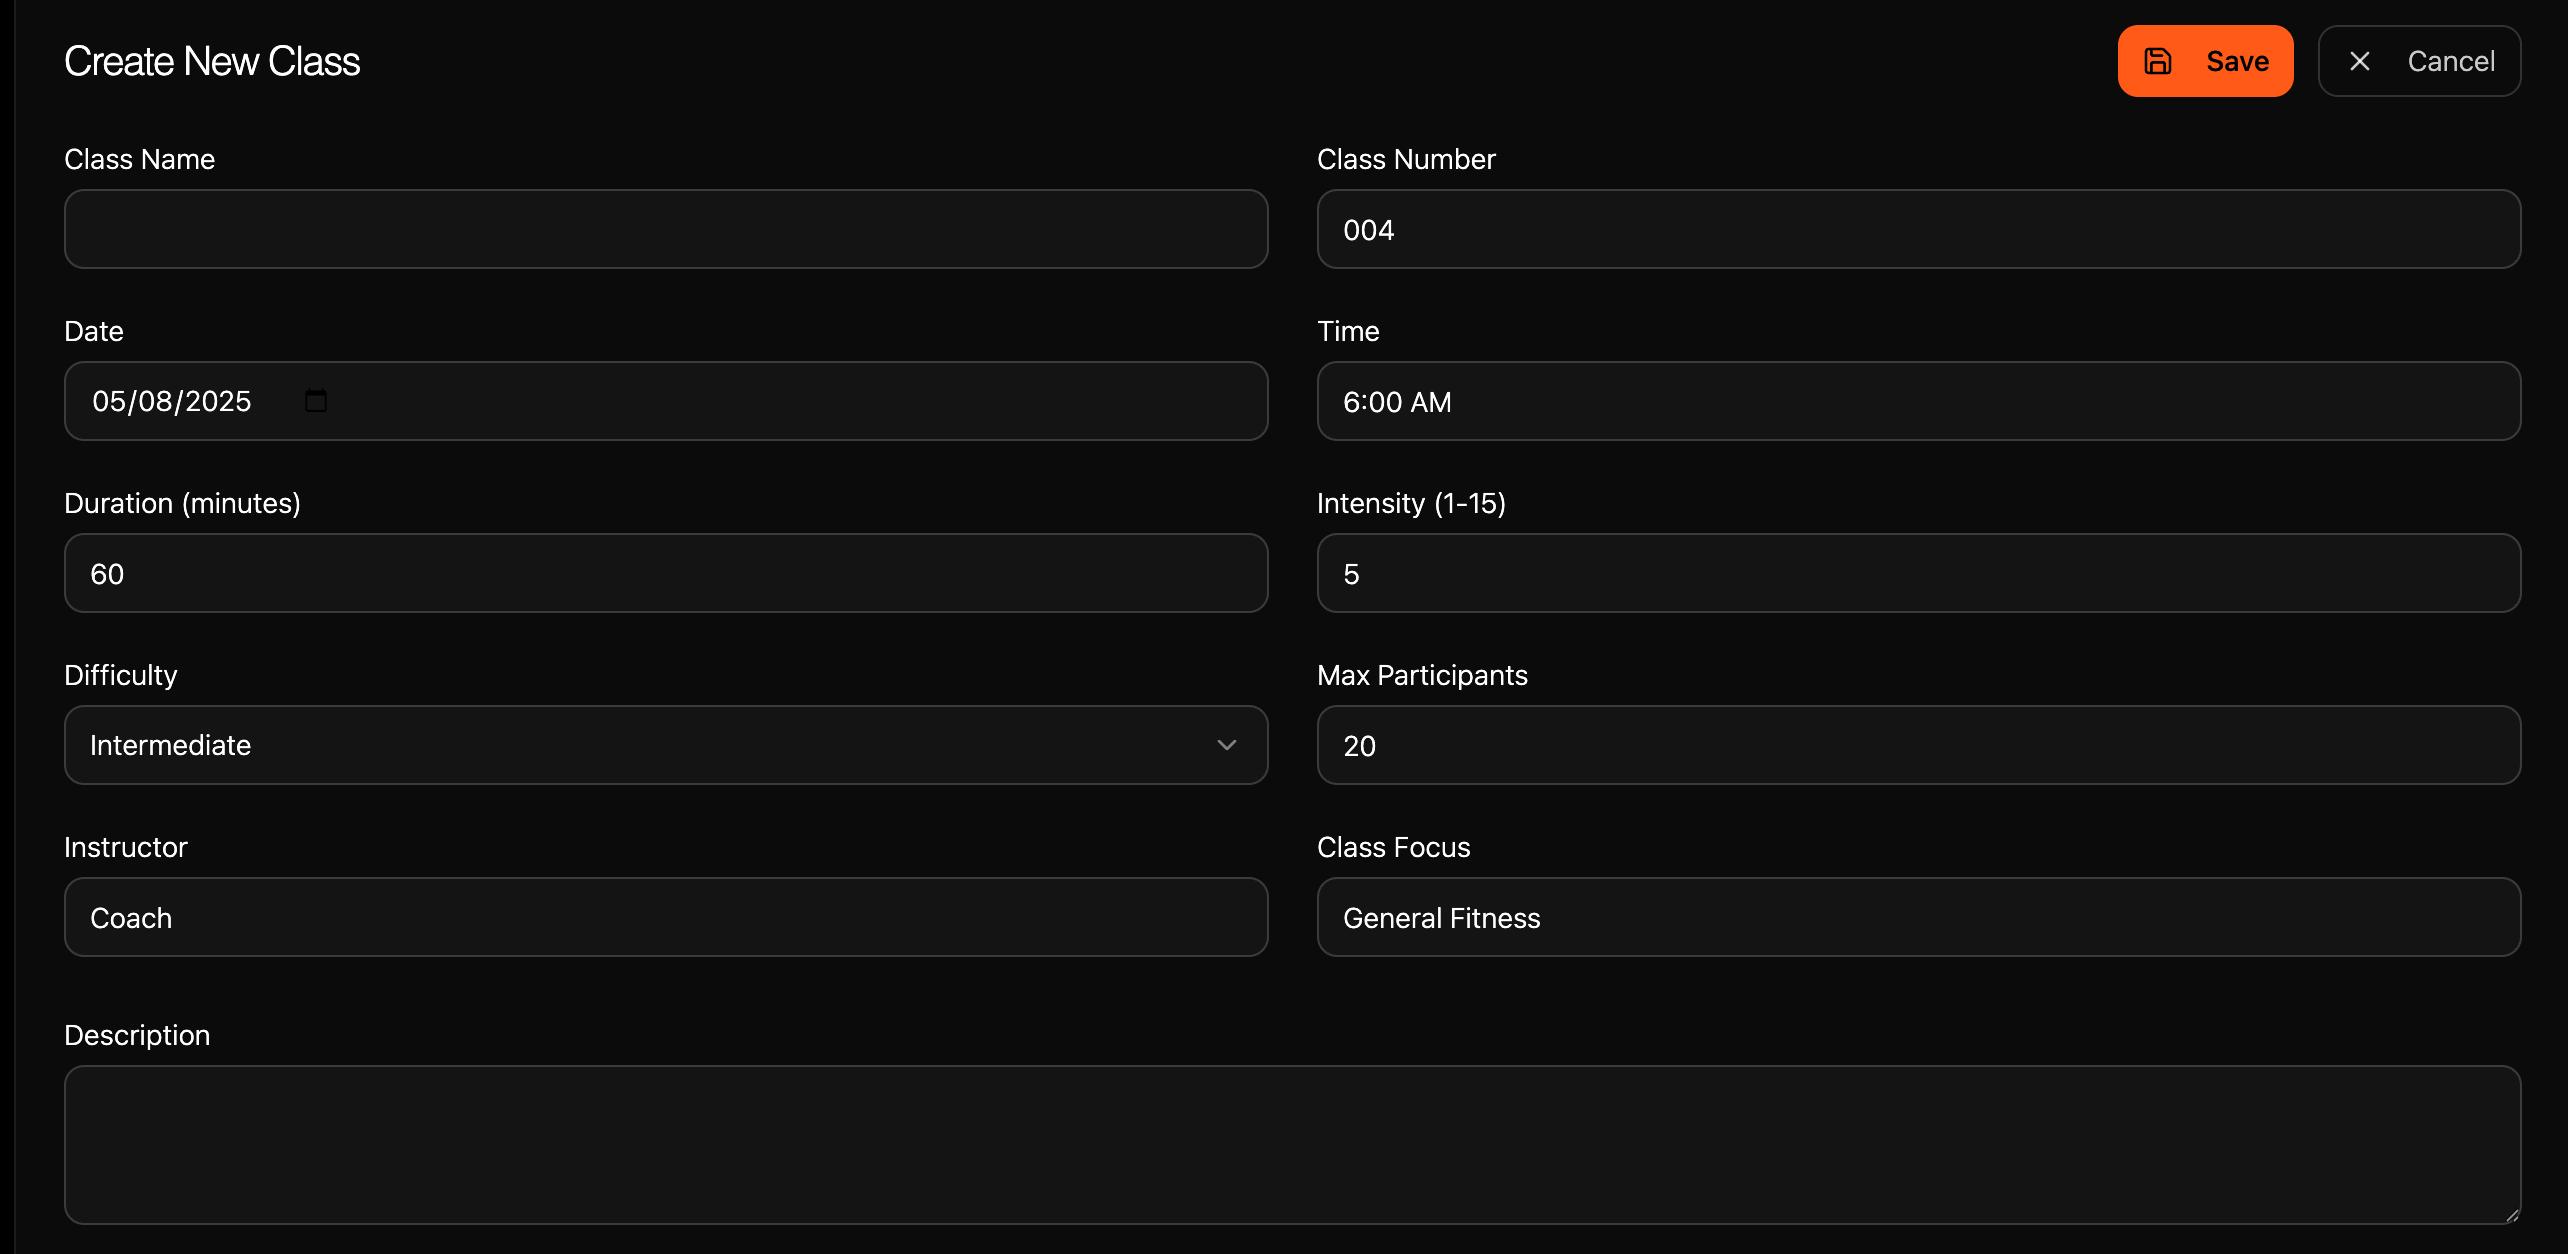 Create New Class
Save
Cancel
Class Name
Class Number
004
Date
Time
05/08/2025
6:00 AM
Duration (minutes)
Intensity (1-15)
60
5
Difficulty
Max Participants
Intermediate
20
Instructor
Class Focus
Coach
General Fitness
Description